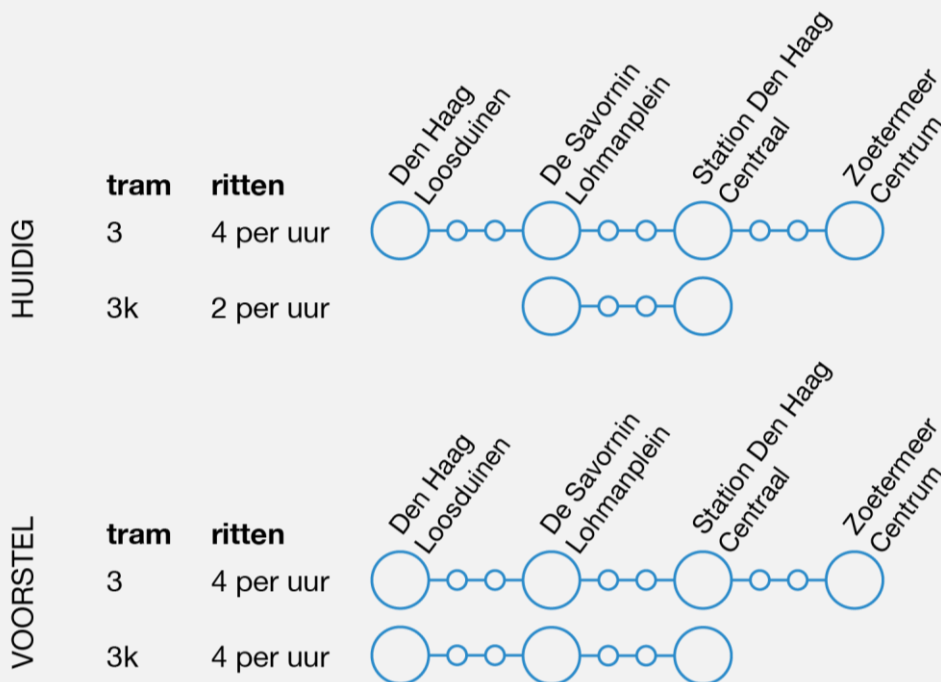 HUIDIG
tram ritten
Den Haag
Loosduinen
De Savornin
Lohmanplein
Station Den Haag
Centraal
Zoetermeer
Centrum
3 4 per uur
3k 2 per uur
VOORSTEL
tram ritten
Den Haag
Loosduinen
De Savornin
Lohmanplein
Station Den Haag
Centraal
Zoetermeer
Centrum
3 4 per uur
3k 4 per uur